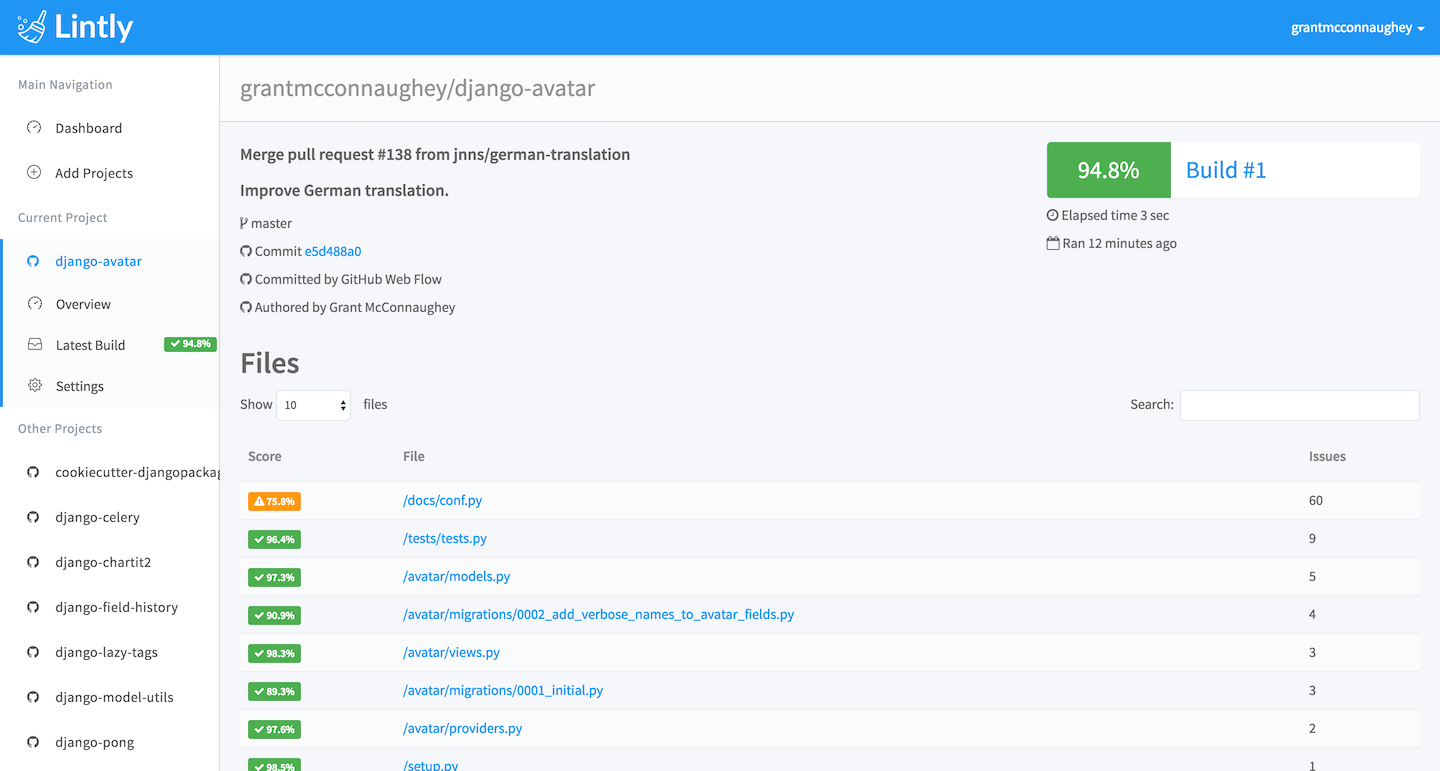 Lintly
grantmcconnaughey
Main Navigation
Dashboard
Add Projects
Current Project
django-avatar
Overview
Latest Build 94.8%
Settings
Other Projects
cookiecutter-djangopackag
django-celery
django-chartit2
django-field-history
django-lazy-tags
django-model-utils
django-pong
grantmcconnaughey/django-avatar
Merge pull request #138 from jnns/german-translation
Improve German translation.
master
Commit e5d488a0
Committed by GitHub Web Flow
Authored by Grant McConnaughey
94.8% Build #1
Elapsed time 3 sec
Ran 12 minutes ago
Files
Show 10 files
Search:
Score File Issues
75.8% /docs/conf.py 60
96.4% /tests/tests.py 9
97.3% /avatar/models.py 5
90.9% /avatar/migrations/0002_add_verbose_names_to_avatar_fields.py 4
98.3% /avatar/views.py 3
89.3% /avatar/migrations/0001_initial.py 3
97.6% /avatar/providers.py 2
98.5% /setup.py 1